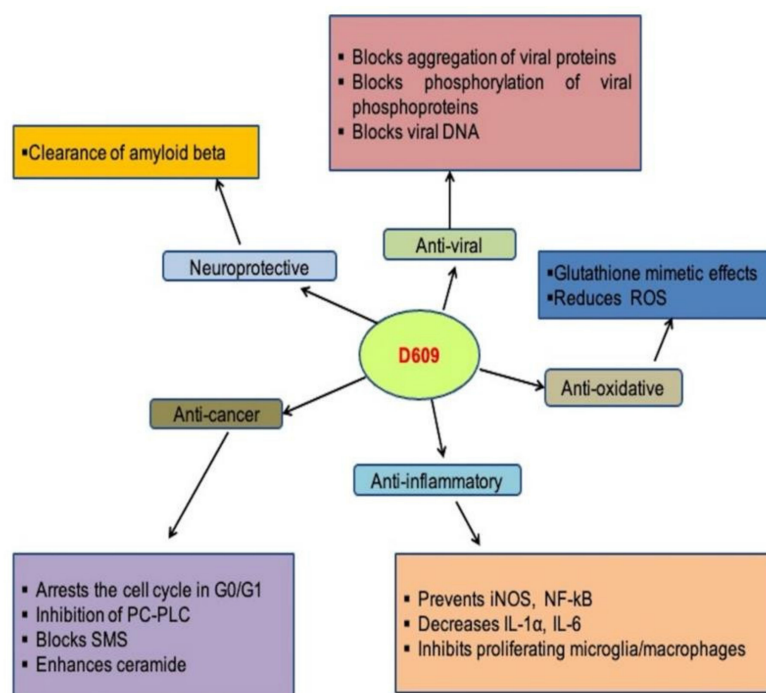 ▪ Blocks aggregation of viral proteins
▪ Blocks phosphorylation of viral
phosphoproteins
▪ Blocks viral DNA
▪Clearance of amyloid beta
Anti-viral
Neuroprotective
▪Glutathione mimetic effects
▪Reduces ROS
D609
Anti-oxidative
Anti-cancer
Anti-inflammatory
▪ Arrests the cell cycle in G0/G1
▪ Inhibition of PC-PLC
▪ Blocks SMS
▪ Enhances ceramide
▪ Prevents iNOS, NF-kB
▪ Decreases IL-1α, IL-6
▪ Inhibits proliferating microglia/macrophages